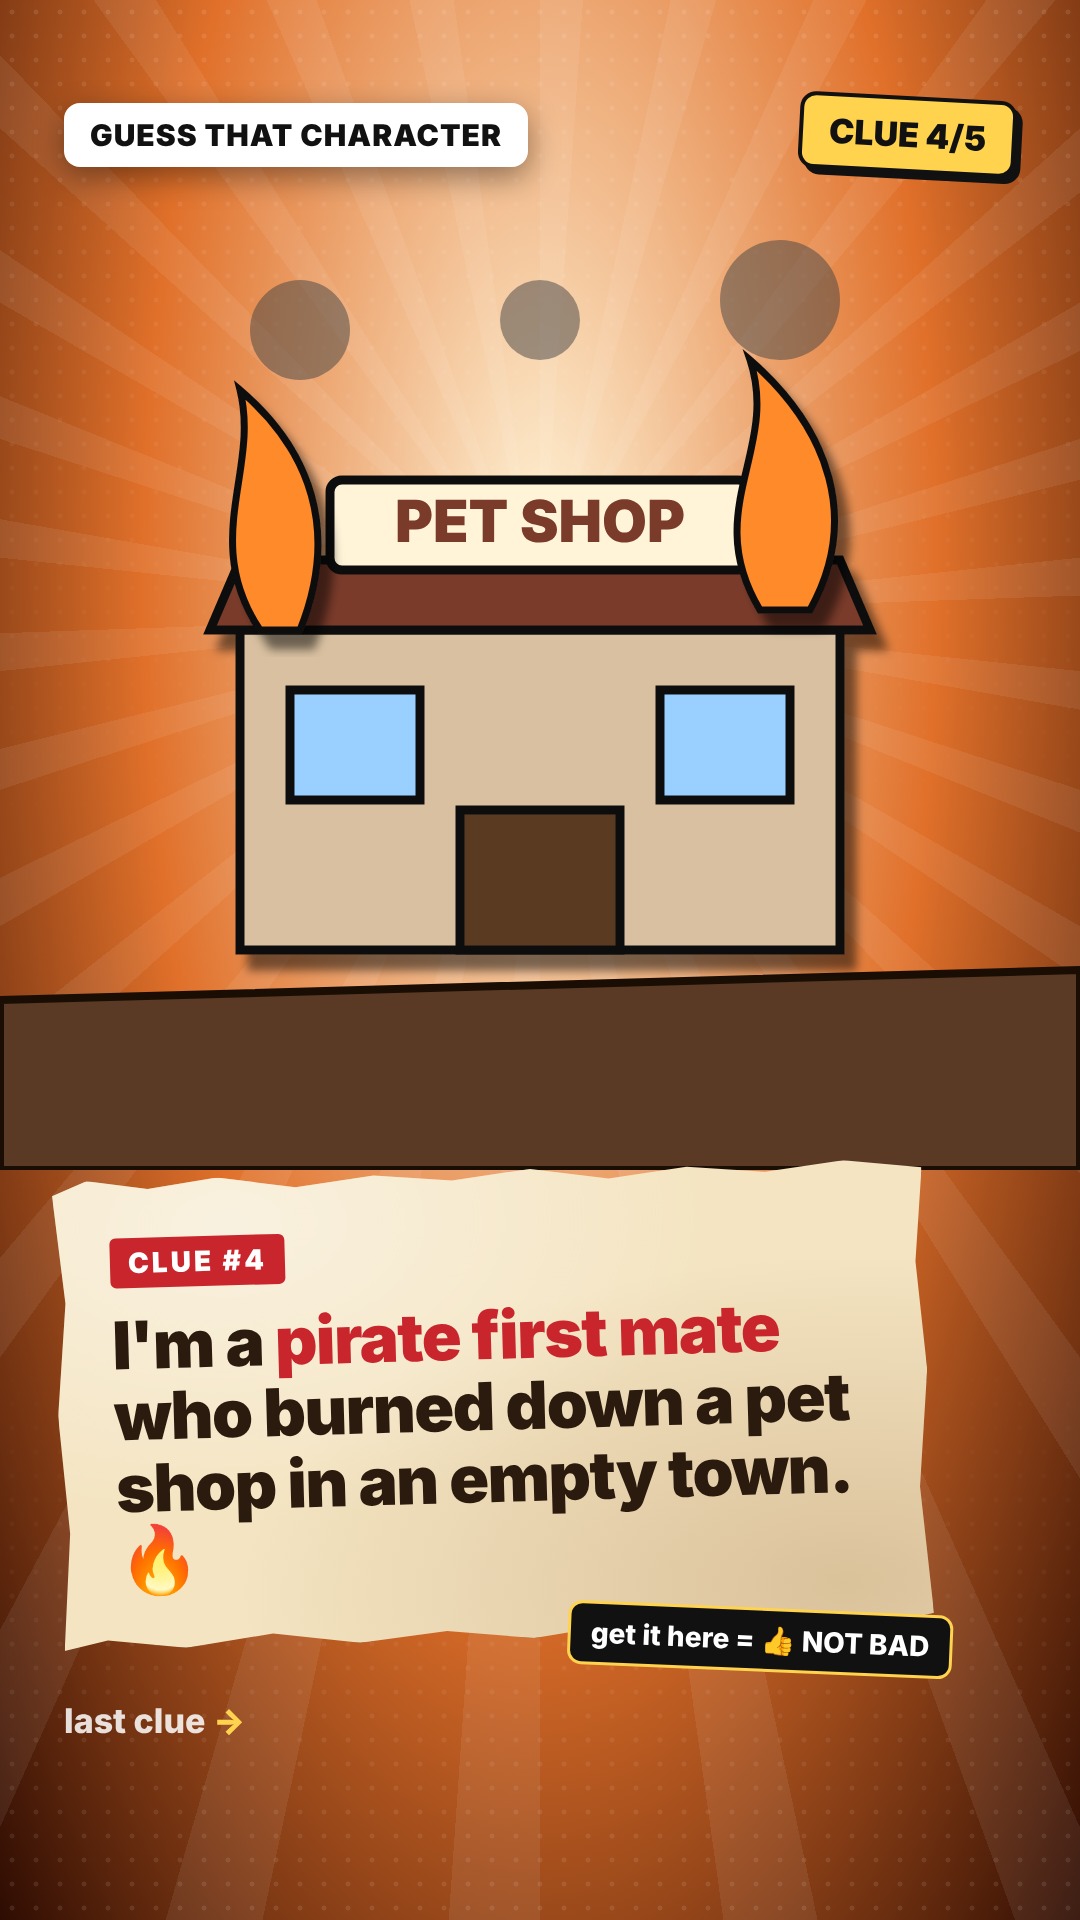 GUESS THAT CHARACTER
CLUE 4/5
PET SHOP
CLUE #4
I'm a pirate first mate
who burned down a pet
shop in an empty town.
🔥
get it here = 👍 NOT BAD
last clue →